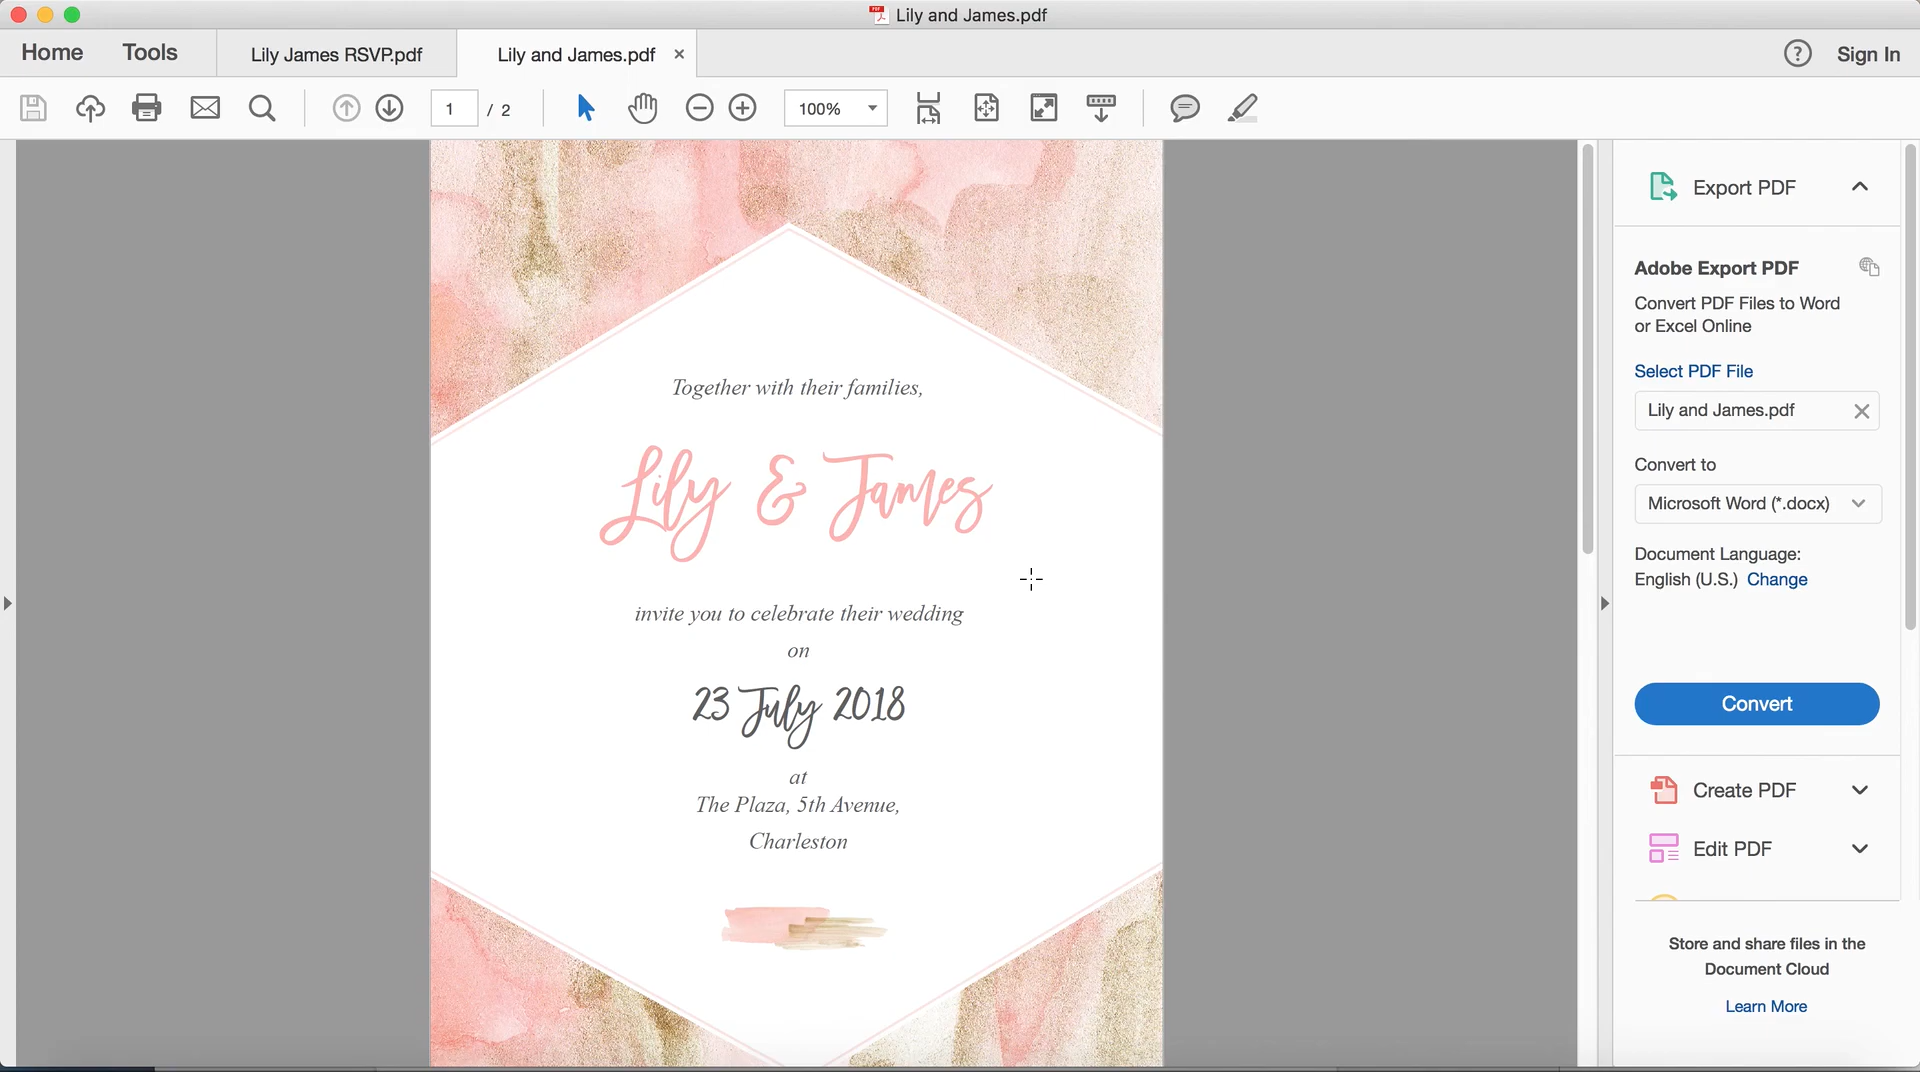 Lily and James.pdf
Home Tools Lily James RSVP.pdf Lily and James.pdf × ? Sign In
1 / 2 100%
Export PDF
Adobe Export PDF
Convert PDF Files to Word
or Excel Online
Select PDF File
Lily and James.pdf
Convert to
Microsoft Word (*.docx)
Document Language:
English (U.S.) Change
Convert
Create PDF
Edit PDF
Store and share files in the
Document Cloud
Learn More
Together with their families,
Lily & James
invite you to celebrate their wedding
on
23 July 2018
at
The Plaza, 5th Avenue,
Charleston